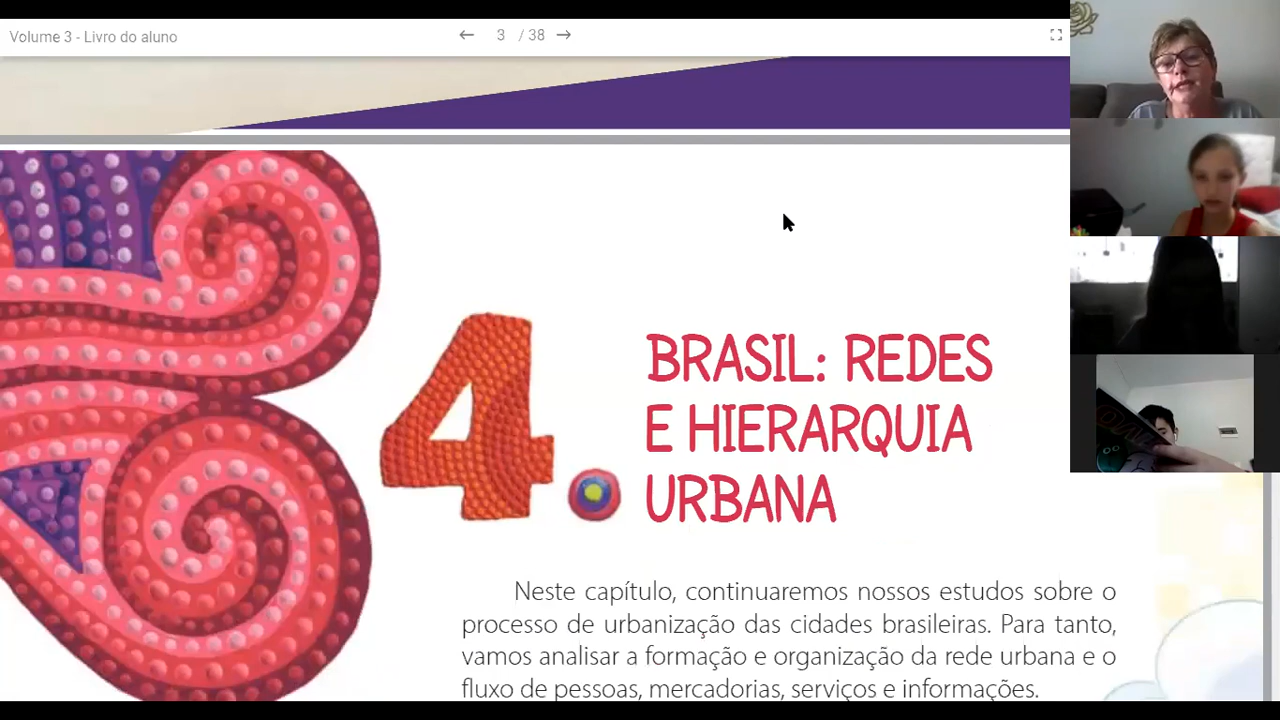 Volume 3 - Livro do aluno
3 / 38
4.
BRASIL: REDES
E HIERARQUIA
URBANA
Neste capítulo, continuaremos nossos estudos sobre o
processo de urbanização das cidades brasileiras. Para tanto,
vamos analisar a formação e organização da rede urbana e o
fluxo de pessoas, mercadorias, serviços e informações.